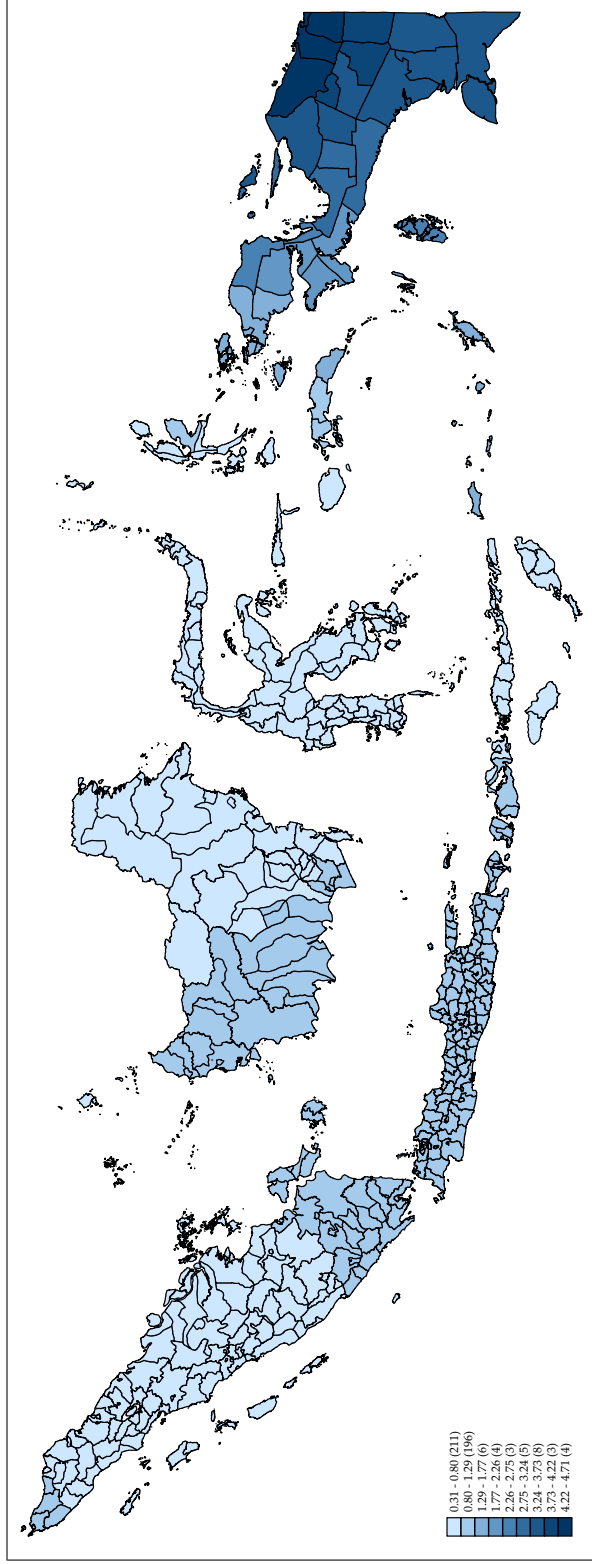 0.31 - 0.80 (211)
0.80 - 1.29 (196)
1.29 - 1.77 (6)
1.77 - 2.26 (4)
2.26 - 2.75 (3)
2.75 - 3.24 (5)
3.24 - 3.73 (8)
3.73 - 4.22 (3)
4.22 - 4.71 (4)